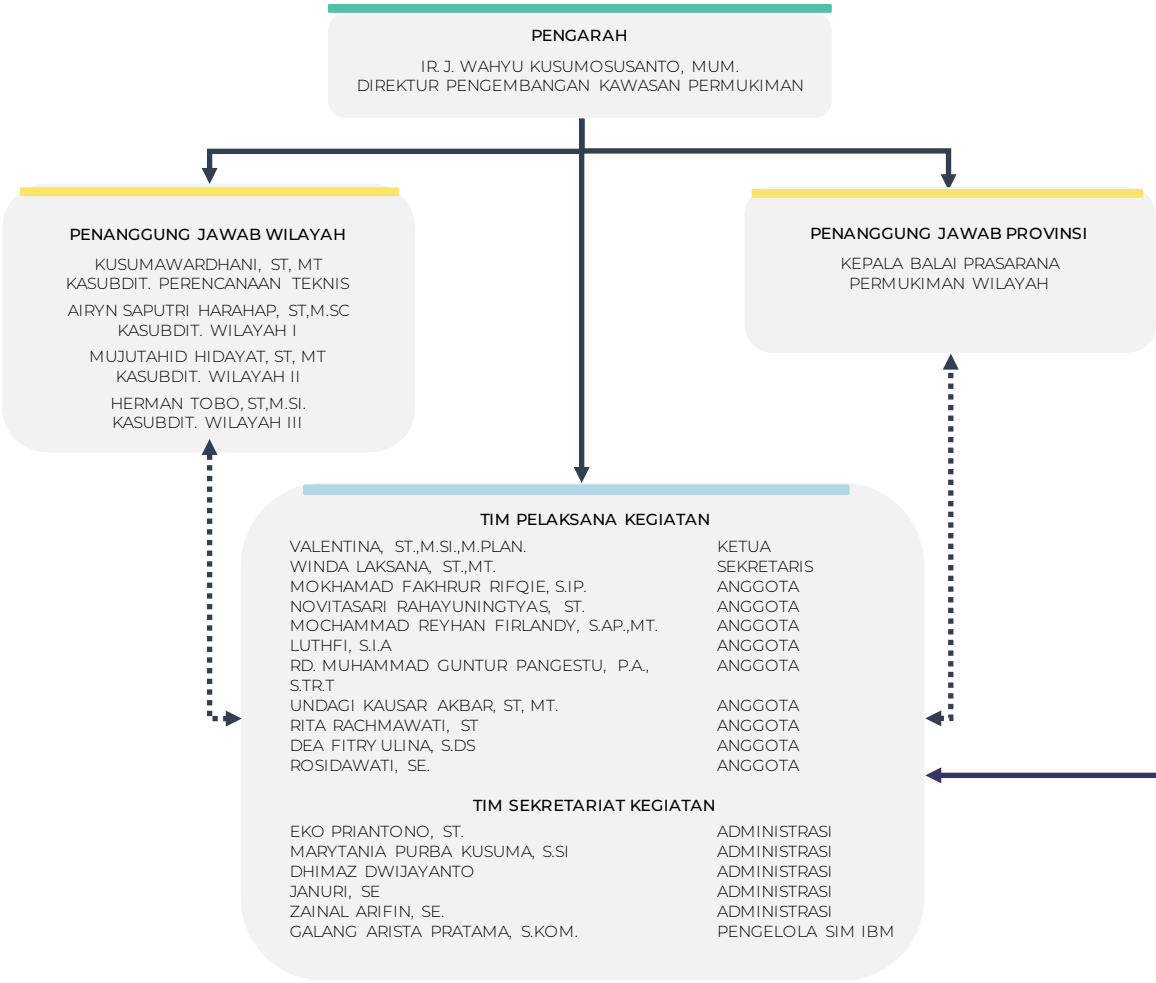 PENGARAH
IR. J. WAHYU KUSUMOSUSANTO, MUM.
DIREKTUR PENGEMBANGAN KAWASAN PERMUKIMAN
PENANGGUNG JAWAB WILAYAH
KUSUMAWARDHANI, ST, MT
KASUBDIT. PERENCANAAN TEKNIS
AIRYN SAPUTRI HARAHAP, ST,M.SC
KASUBDIT. WILAYAH I
MUJUTAHID HIDAYAT, ST, MT
KASUBDIT. WILAYAH II
HERMAN TOBO, ST,M.SI.
KASUBDIT. WILAYAH III
PENANGGUNG JAWAB PROVINSI
KEPALA BALAI PRASARANA
PERMUKIMAN WILAYAH
TIM PELAKSANA KEGIATAN
VALENTINA, ST.,M.SI.,M.PLAN. KETUA
WINDA LAKSANA, ST.,MT. SEKRETARIS
MOKHAMAD FAKHRUR RIFQIE, S.IP. ANGGOTA
NOVITASARI RAHAYUNINGTYAS, ST. ANGGOTA
MOCHAMMAD REYHAN FIRLANDY, S.AP.,MT. ANGGOTA
LUTHFI, S.I.A ANGGOTA
RD. MUHAMMAD GUNTUR PANGESTU, P.A., ANGGOTA
S.TR.T
UNDAGI KAUSAR AKBAR, ST, MT. ANGGOTA
RITA RACHMAWATI, ST ANGGOTA
DEA FITRY ULINA, S.DS ANGGOTA
ROSIDAWATI, SE. ANGGOTA
TIM SEKRETARIAT KEGIATAN
EKO PRIANTONO, ST. ADMINISTRASI
MARYTANIA PURBA KUSUMA, S.SI ADMINISTRASI
DHIMAZ DWIJAYANTO ADMINISTRASI
JANURI, SE ADMINISTRASI
ZAINAL ARIFIN, SE. ADMINISTRASI
GALANG ARISTA PRATAMA, S.KOM. PENGELOLA SIM IBM